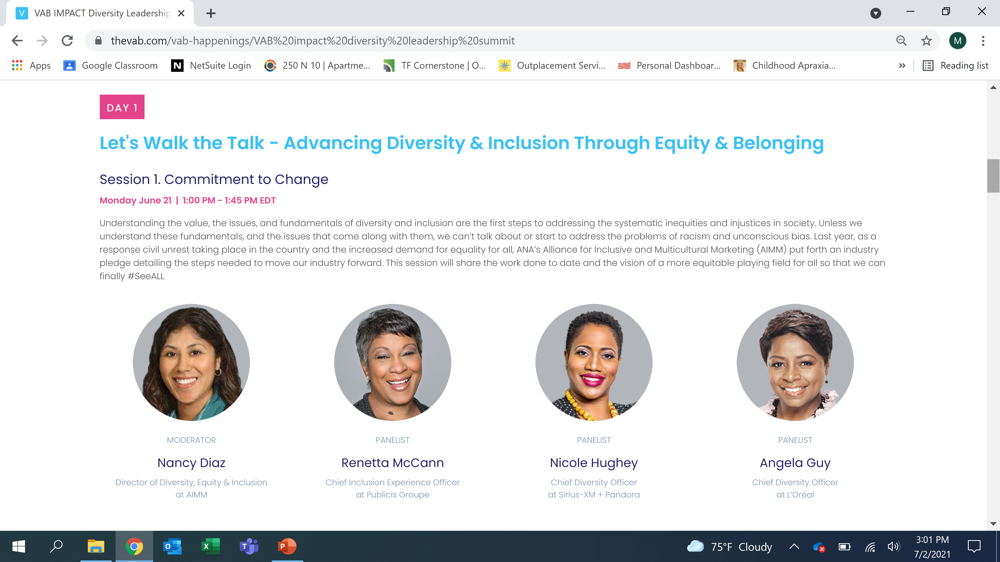 V VAB IMPACT Diversity Leadership
thevab.com/vab-happenings/VAB%20impact%20diversity%20leadership%20summit
M
Apps
Google Classroom
N NetSuite Login
250 N 10 | Apartme...
TF Cornerstone | O...
Outplacement Servi...
Personal Dashboar...
Childhood Apraxia...
»
Reading list
DAY 1
Let's Walk the Talk - Advancing Diversity & Inclusion Through Equity & Belonging
Session 1. Commitment to Change
Monday June 21 | 1:00 PM - 1:45 PM EDT
Understanding the value, the issues, and fundamentals of diversity and inclusion are the first steps to addressing the systematic inequities and injustices in society. Unless we
understand these fundamentals, and the issues that come along with them, we can’t talk about or start to address the problems of racism and unconscious bias. Last year, as a
response civil unrest taking place in the country and the increased demand for equality for all, ANA’s Alliance for Inclusive and Multicultural Marketing (AIMM) put forth an industry
pledge detailing the steps needed to move our industry forward. This session will share the work done to date and the vision of a more equitable playing field for all so that we can
finally #SeeALL
MODERATOR
Nancy Diaz
Director of Diversity, Equity & Inclusion
at AIMM
PANELIST
Renetta McCann
Chief Inclusion Experience Officer
at Publicis Groupe
PANELIST
Nicole Hughey
Chief Diversity Officer
at Sirius-XM + Pandora
PANELIST
Angela Guy
Chief Diversity Officer
at L’Oréal
O
X
T
P
75°F Cloudy
3:01 PM
7/2/2021